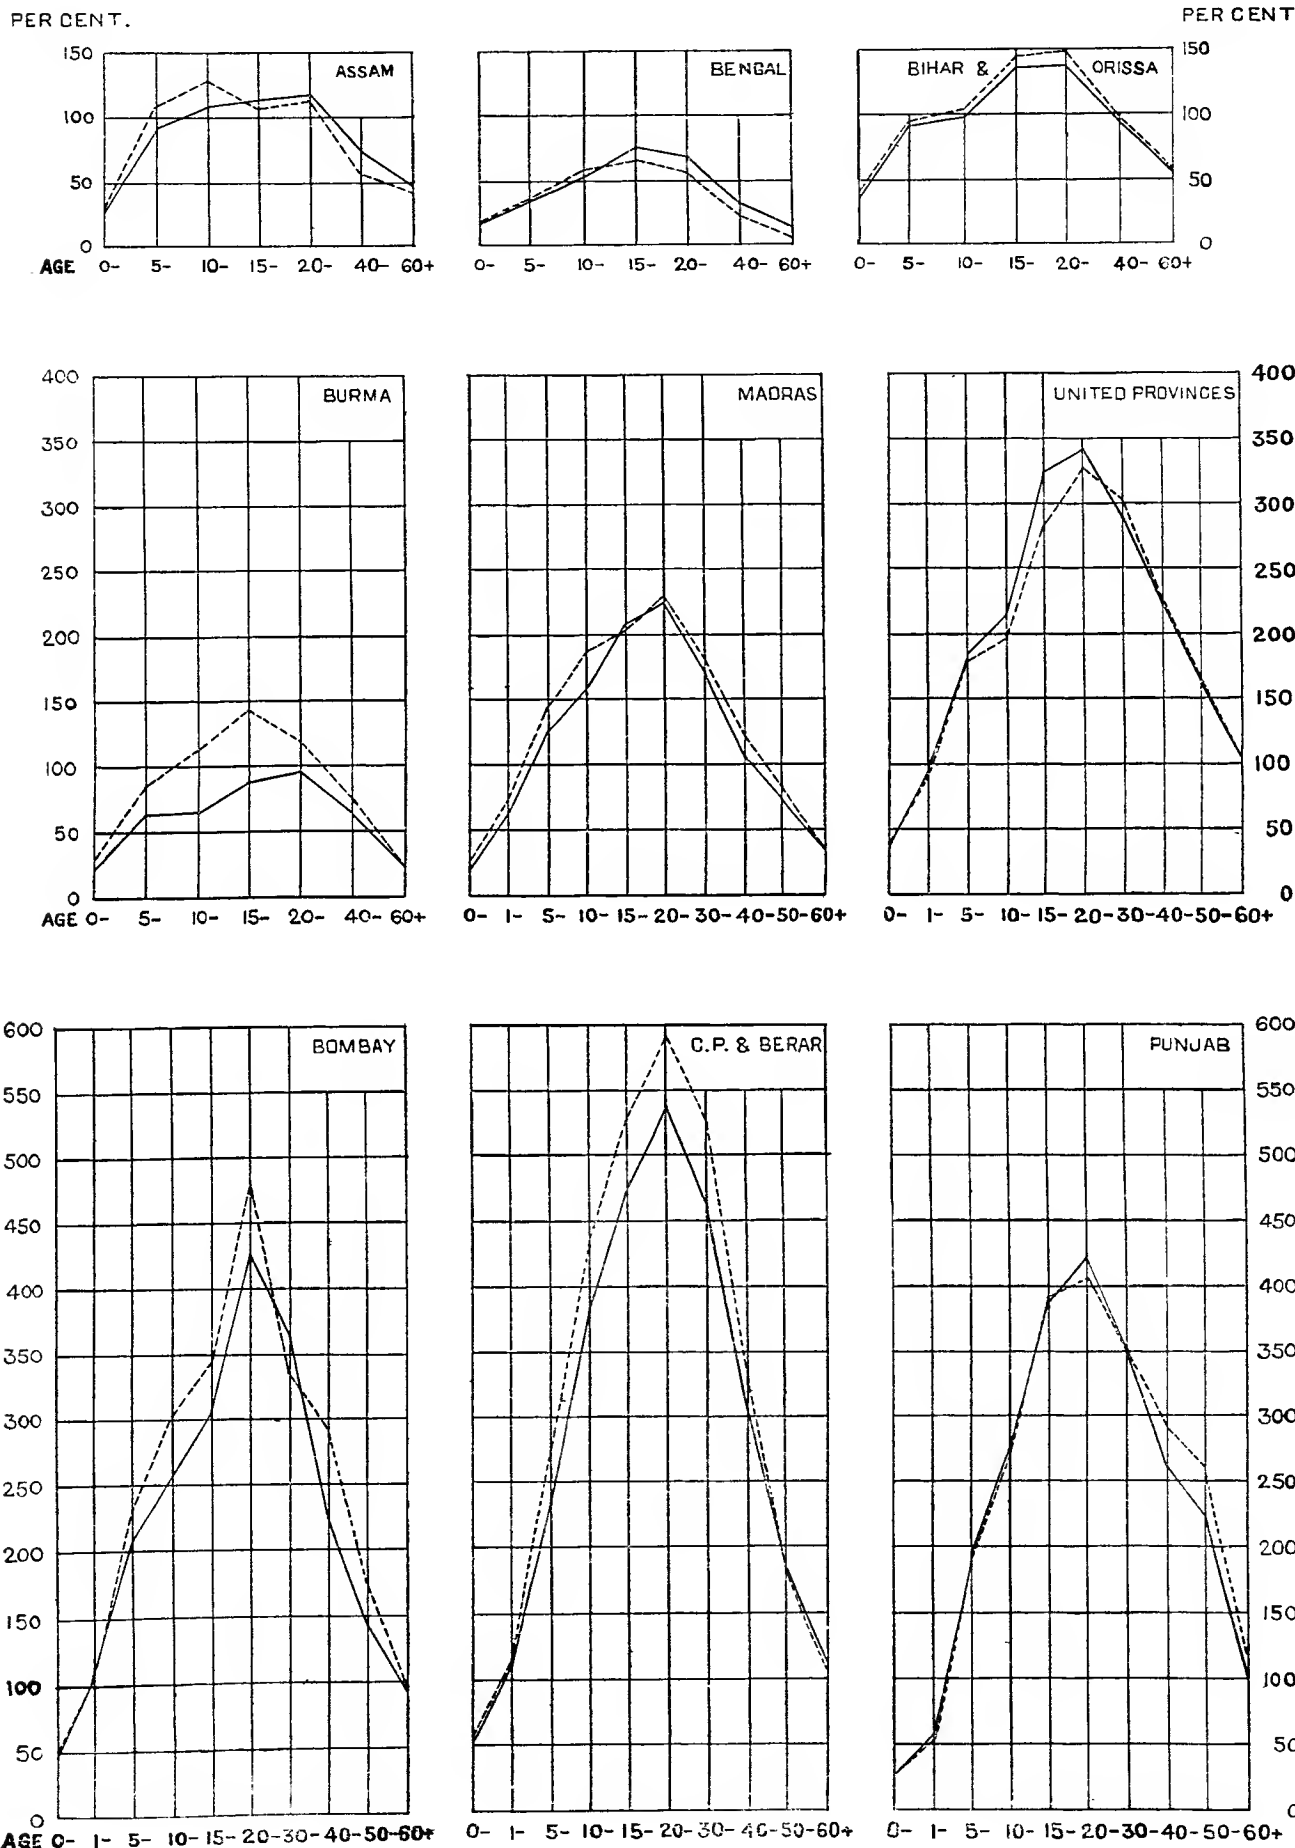 PER CENT.
PER CENT
150
100
50
0
ASSAM
BENGAL
BIHAR & ORISSA
150
100
50
0
AGE 0- 5- 10- 15- 20- 40- 60+
0- 5- 10- 15- 20- 40- 60+
0- 5- 10- 15- 20- 40- 60+
400
350
300
250
200
150
100
50
0
BURMA
MADRAS
UNITED PROVINCES
400
350
300
250
200
150
100
50
0
AGE 0- 5- 10- 15- 20- 40- 60+
0- 1- 5- 10- 15- 20- 30- 40- 50- 60+
0- 1- 5- 10- 15- 20- 30- 40- 50- 60+
600
550
500
450
400
350
300
250
200
150
100
50
0
BOMBAY
C.P. & BERAR
PUNJAB
600
550
500
450
400
350
300
250
200
150
100
50
0
AGE 0- 1- 5- 10- 15- 20- 30- 40- 50- 60+
0- 1- 5- 10- 15- 20- 30- 40- 50- 60+
0- 1- 5- 10- 15- 20- 30- 40- 50- 60+